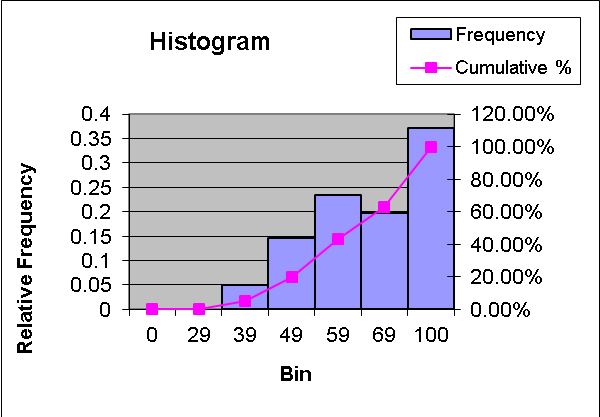 Histogram
Frequency
Cumulative %
0.4
0.35
0.3
0.25
0.2
0.15
0.1
0.05
0
Relative Frequency
120.00%
100.00%
80.00%
60.00%
40.00%
20.00%
0.00%
0 29 39 49 59 69 100
Bin